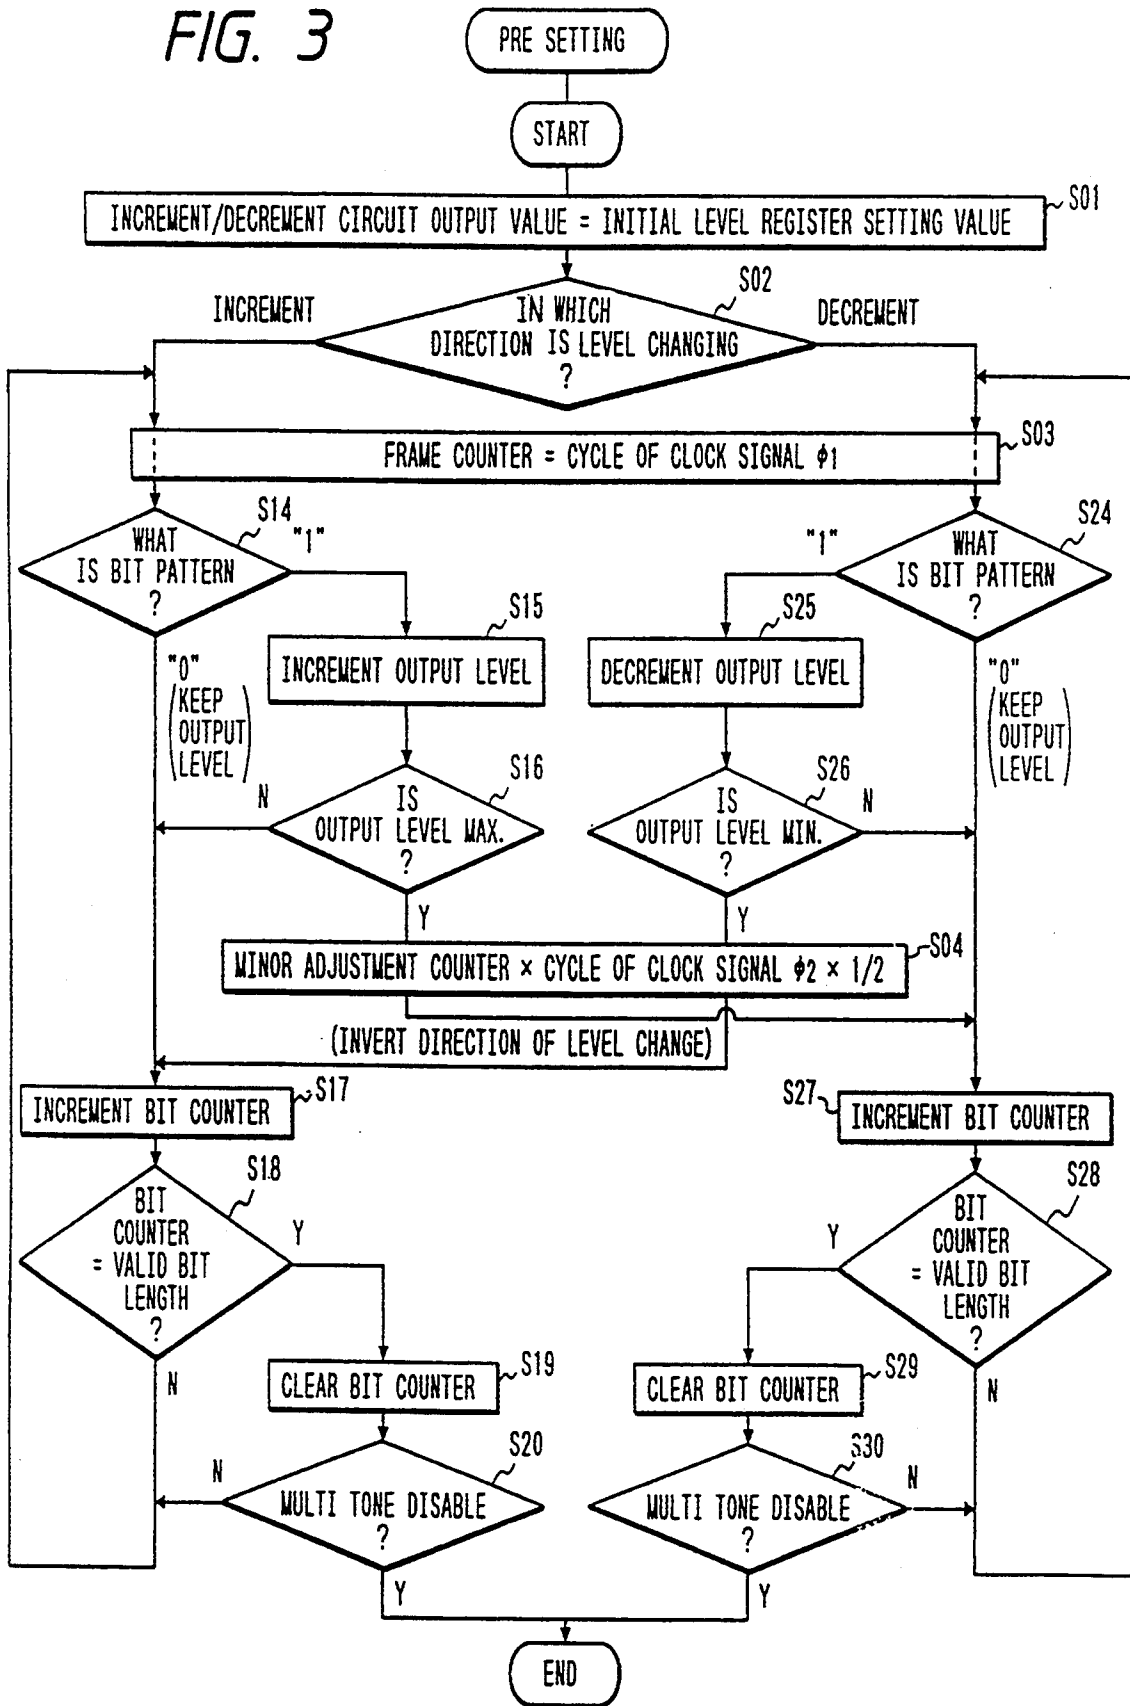 FIG. 3
PRE SETTING
START
S01
INCREMENT/DECREMENT CIRCUIT OUTPUT VALUE = INITIAL LEVEL REGISTER SETTING VALUE
S02
INCREMENT
IN WHICH
DIRECTION IS LEVEL CHANGING
?
DECREMENT
S03
FRAME COUNTER = CYCLE OF CLOCK SIGNAL φ1
S14
WHAT
IS BIT PATTERN
?
"1"
S24
"1"
WHAT
IS BIT PATTERN
?
S15
INCREMENT OUTPUT LEVEL
S25
DECREMENT OUTPUT LEVEL
"0"
(KEEP
OUTPUT
LEVEL)
"0"
(KEEP
OUTPUT
LEVEL)
S16
N
IS
OUTPUT LEVEL MAX.
?
Y
S26
IS
OUTPUT LEVEL MIN.
?
N
Y
S04
MINOR ADJUSTMENT COUNTER × CYCLE OF CLOCK SIGNAL φ2 × 1/2
(INVERT DIRECTION OF LEVEL CHANGE)
S17
INCREMENT BIT COUNTER
S27
INCREMENT BIT COUNTER
S18
BIT
COUNTER
= VALID BIT
LENGTH
?
Y
N
S28
Y
BIT
COUNTER
= VALID BIT
LENGTH
?
N
S19
CLEAR BIT COUNTER
S29
CLEAR BIT COUNTER
S20
N
MULTI TONE DISABLE
?
Y
S30
MULTI TONE DISABLE
?
N
Y
END